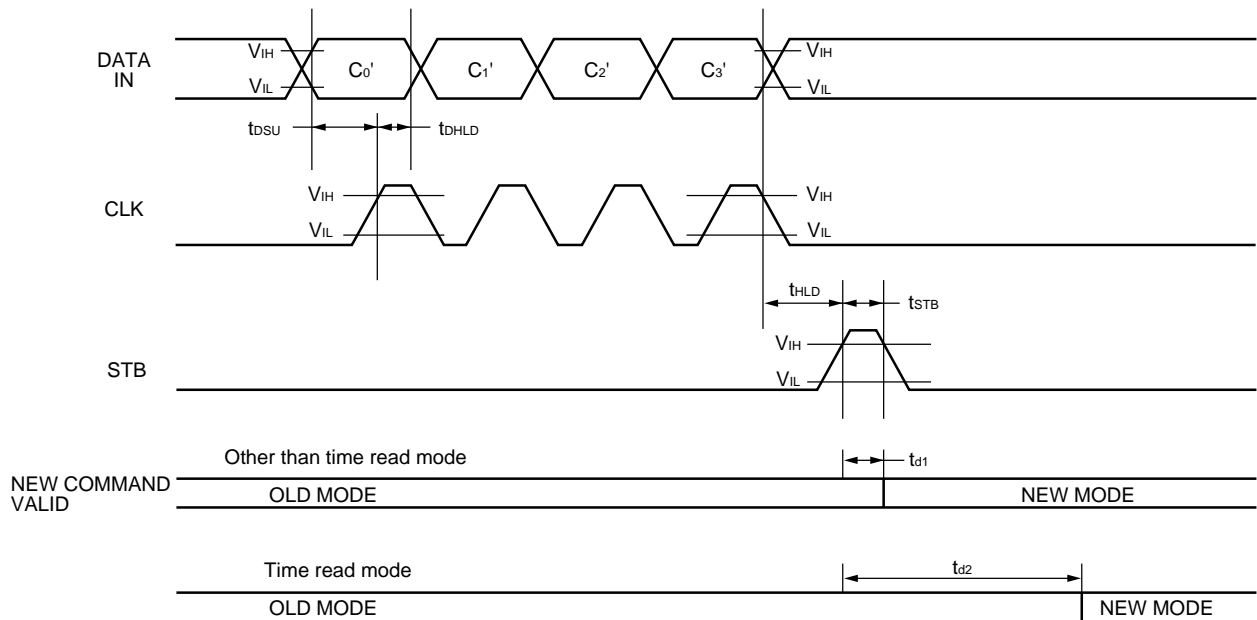 DATA
IN
VIH
VIL
C0'
C1'
C2'
C3'
VIH
VIL
tDSU
tDHLD
CLK
VIH
VIL
VIH
VIL
tHLD
tSTB
STB
VIH
VIL
Other than time read mode
td1
NEW COMMAND
VALID
OLD MODE
NEW MODE
Time read mode
td2
OLD MODE
NEW MODE